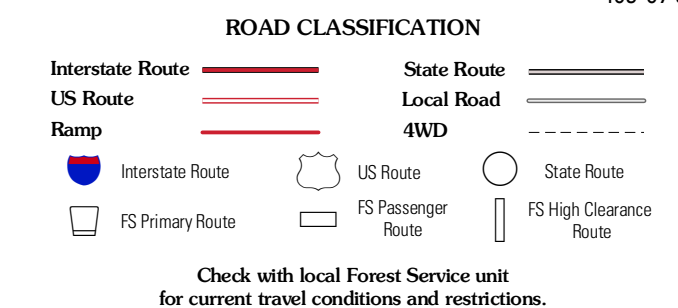 ROAD CLASSIFICATION
Interstate Route
State Route
US Route
Local Road
Ramp
4WD
Interstate Route
US Route
State Route
FS Primary Route
FS Passenger
Route
FS High Clearance
Route
Check with local Forest Service unit
for current travel conditions and restrictions.